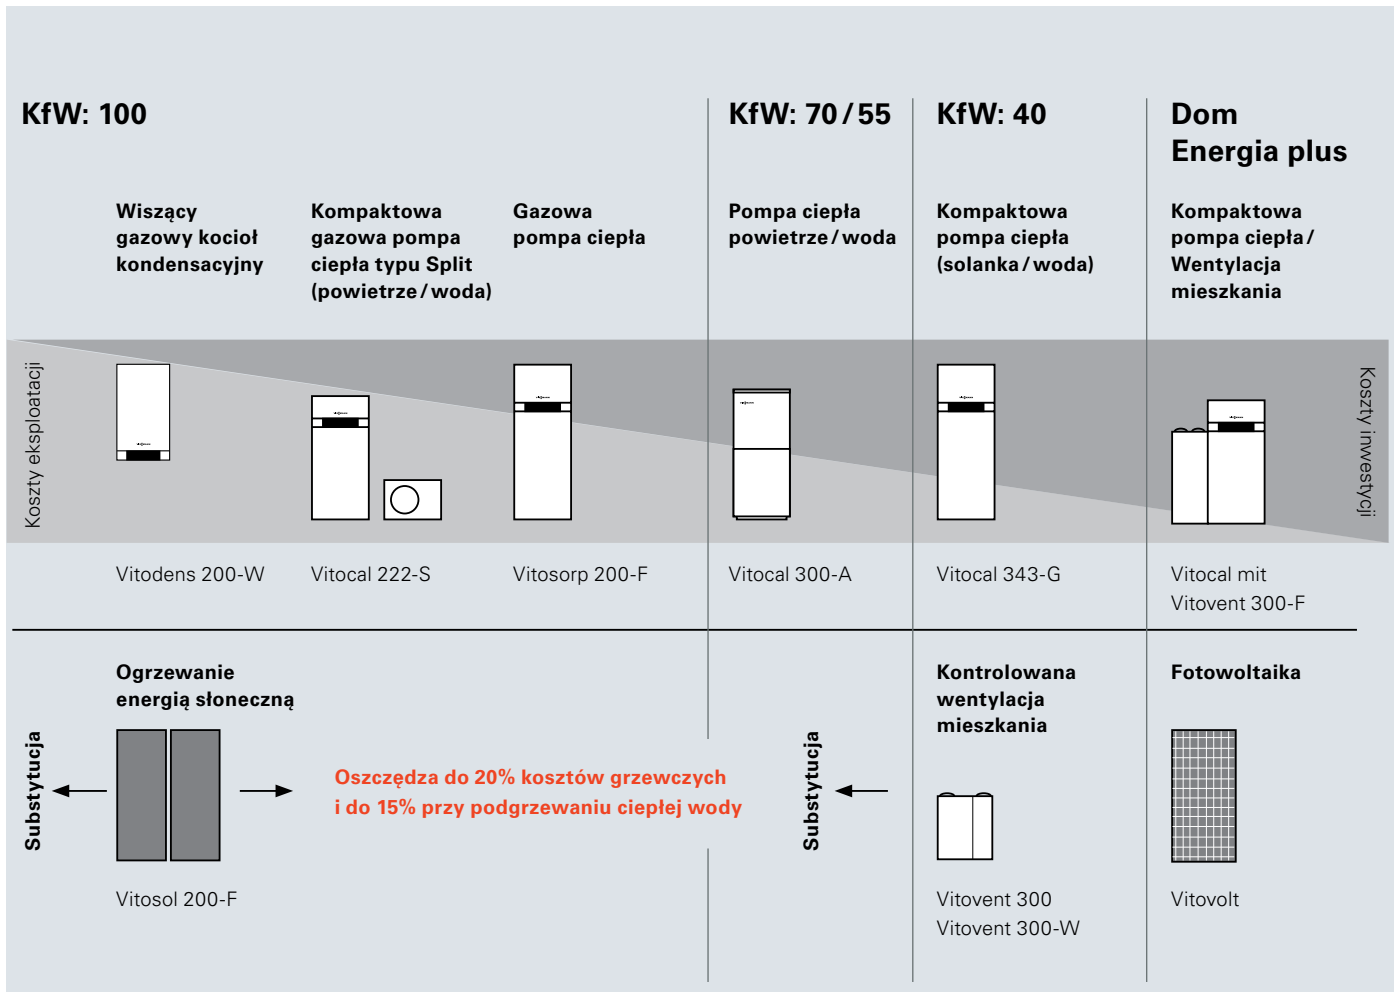 KfW: 100
KfW: 70/55
KfW: 40
Dom
Energia plus
Wiszący
gazowy kocioł
kondensacyjny
Kompaktowa
gazowa pompa
ciepła typu Split
(powietrze/woda)
Gazowa
pompa ciepła
Pompa ciepła
powietrze/woda
Kompaktowa
pompa ciepła
(solanka/woda)
Kompaktowa
pompa ciepła/
Wentylacja
mieszkania
Koszty eksploatacji
Koszty inwestycji
Vitodens 200-W
Vitocal 222-S
Vitosorp 200-F
Vitocal 300-A
Vitocal 343-G
Vitocal mit
Vitovent 300-F
Ogrzewanie
energią słoneczną
Kontrolowana
wentylacja
mieszkania
Fotowoltaika
Substytucja
Oszczędza do 20% kosztów grzewczych
i do 15% przy podgrzewaniu ciepłej wody
Substytucja
Vitosol 200-F
Vitovent 300
Vitovent 300-W
Vitovolt